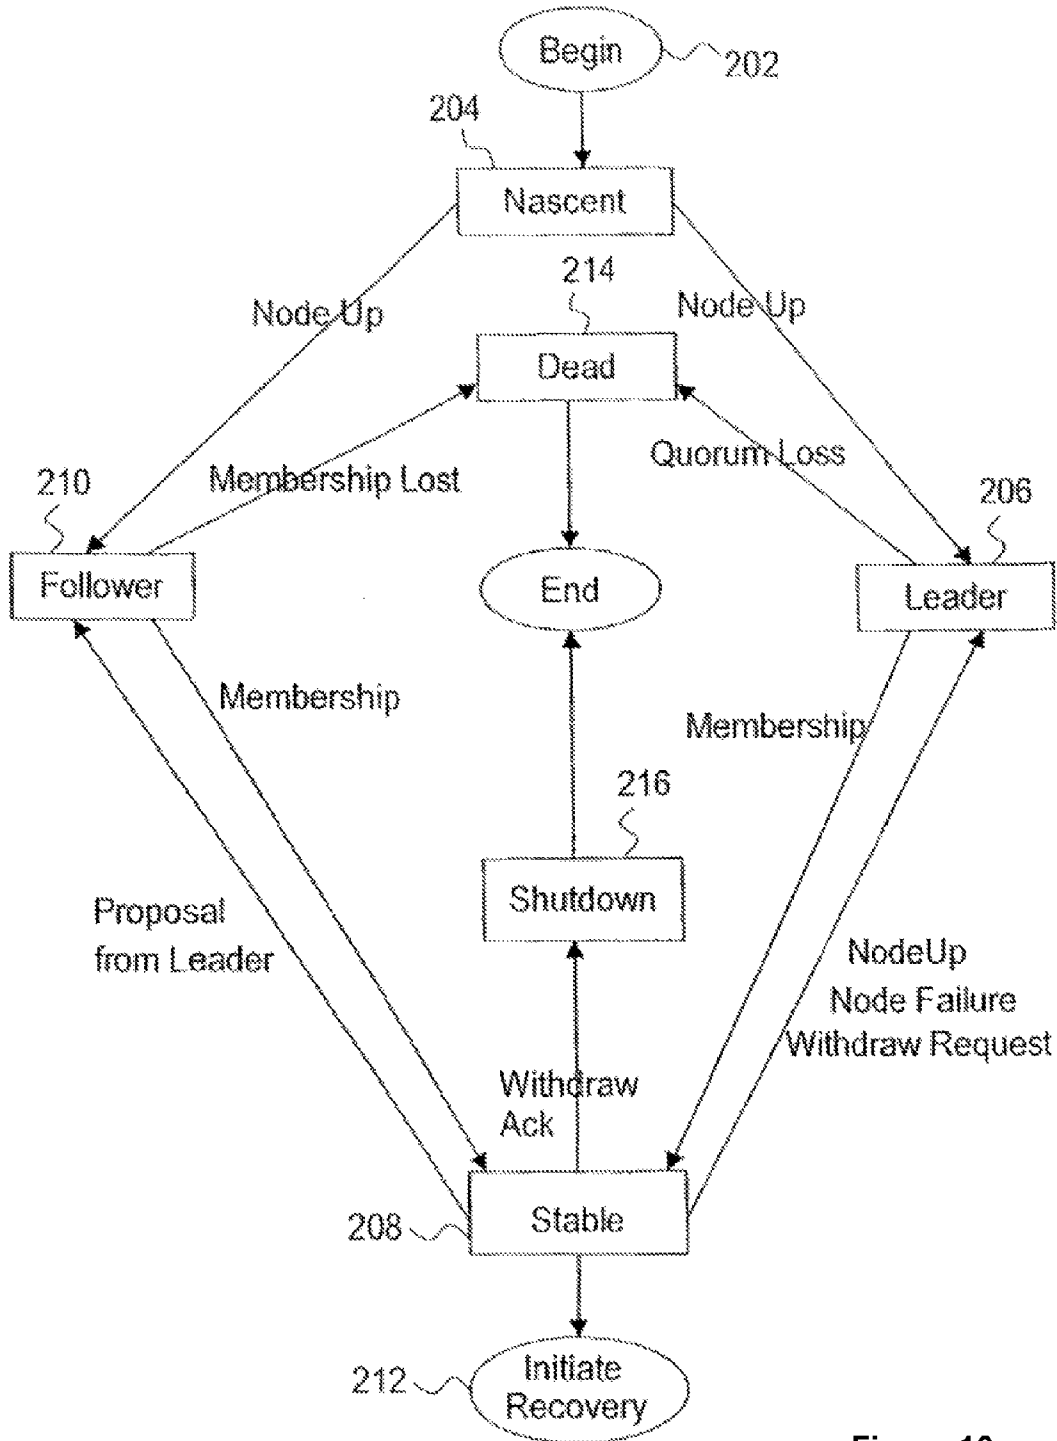 Begin
202
204
Nascent
214
Node Up
Node Up
Dead
Quorum Loss
Membership Lost
210
206
Follower
End
Leader
Membership
Membership
216
Shutdown
Proposal
from Leader
NodeUp
Node Failure
Withdraw Request
Withdraw
Ack
208
Stable
212
Initiate
Recovery